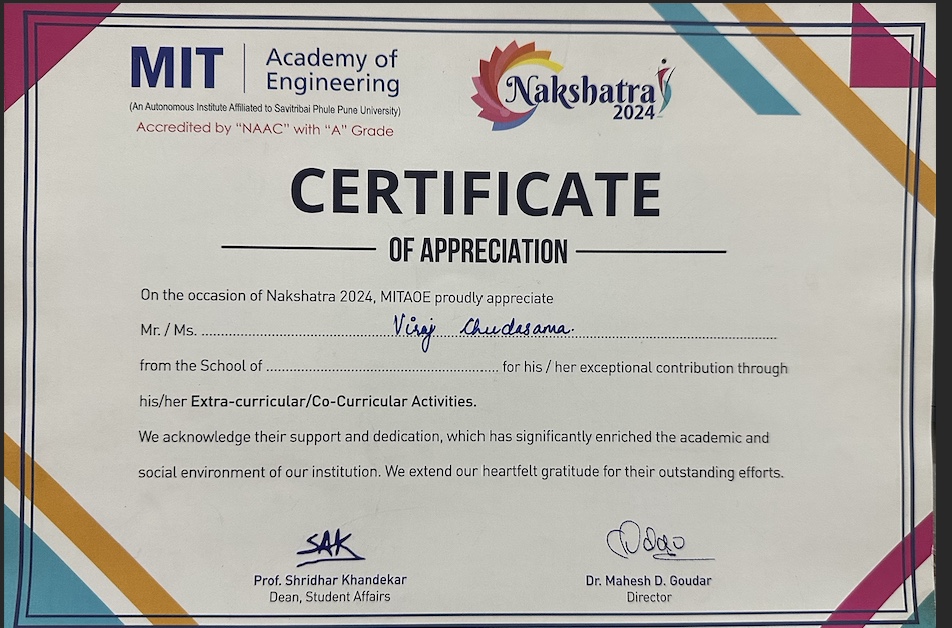 MIT Academy of Engineering
(An Autonomous Institute Affiliated to Savitribai Phule Pune University)
Accredited by “NAAC” with “A” Grade
Nakshatra
2024
CERTIFICATE
OF APPRECIATION
On the occasion of Nakshatra 2024, MITAOE proudly appreciate
Mr. / Ms. Viraj Chudasama.
from the School of ........................................................ for his / her exceptional contribution through
his/her Extra-curricular/Co-Curricular Activities.
We acknowledge their support and dedication, which has significantly enriched the academic and
social environment of our institution. We extend our heartfelt gratitude for their outstanding efforts.
SAK
Prof. Shridhar Khandekar
Dean, Student Affairs
Dr. Mahesh D. Goudar
Director